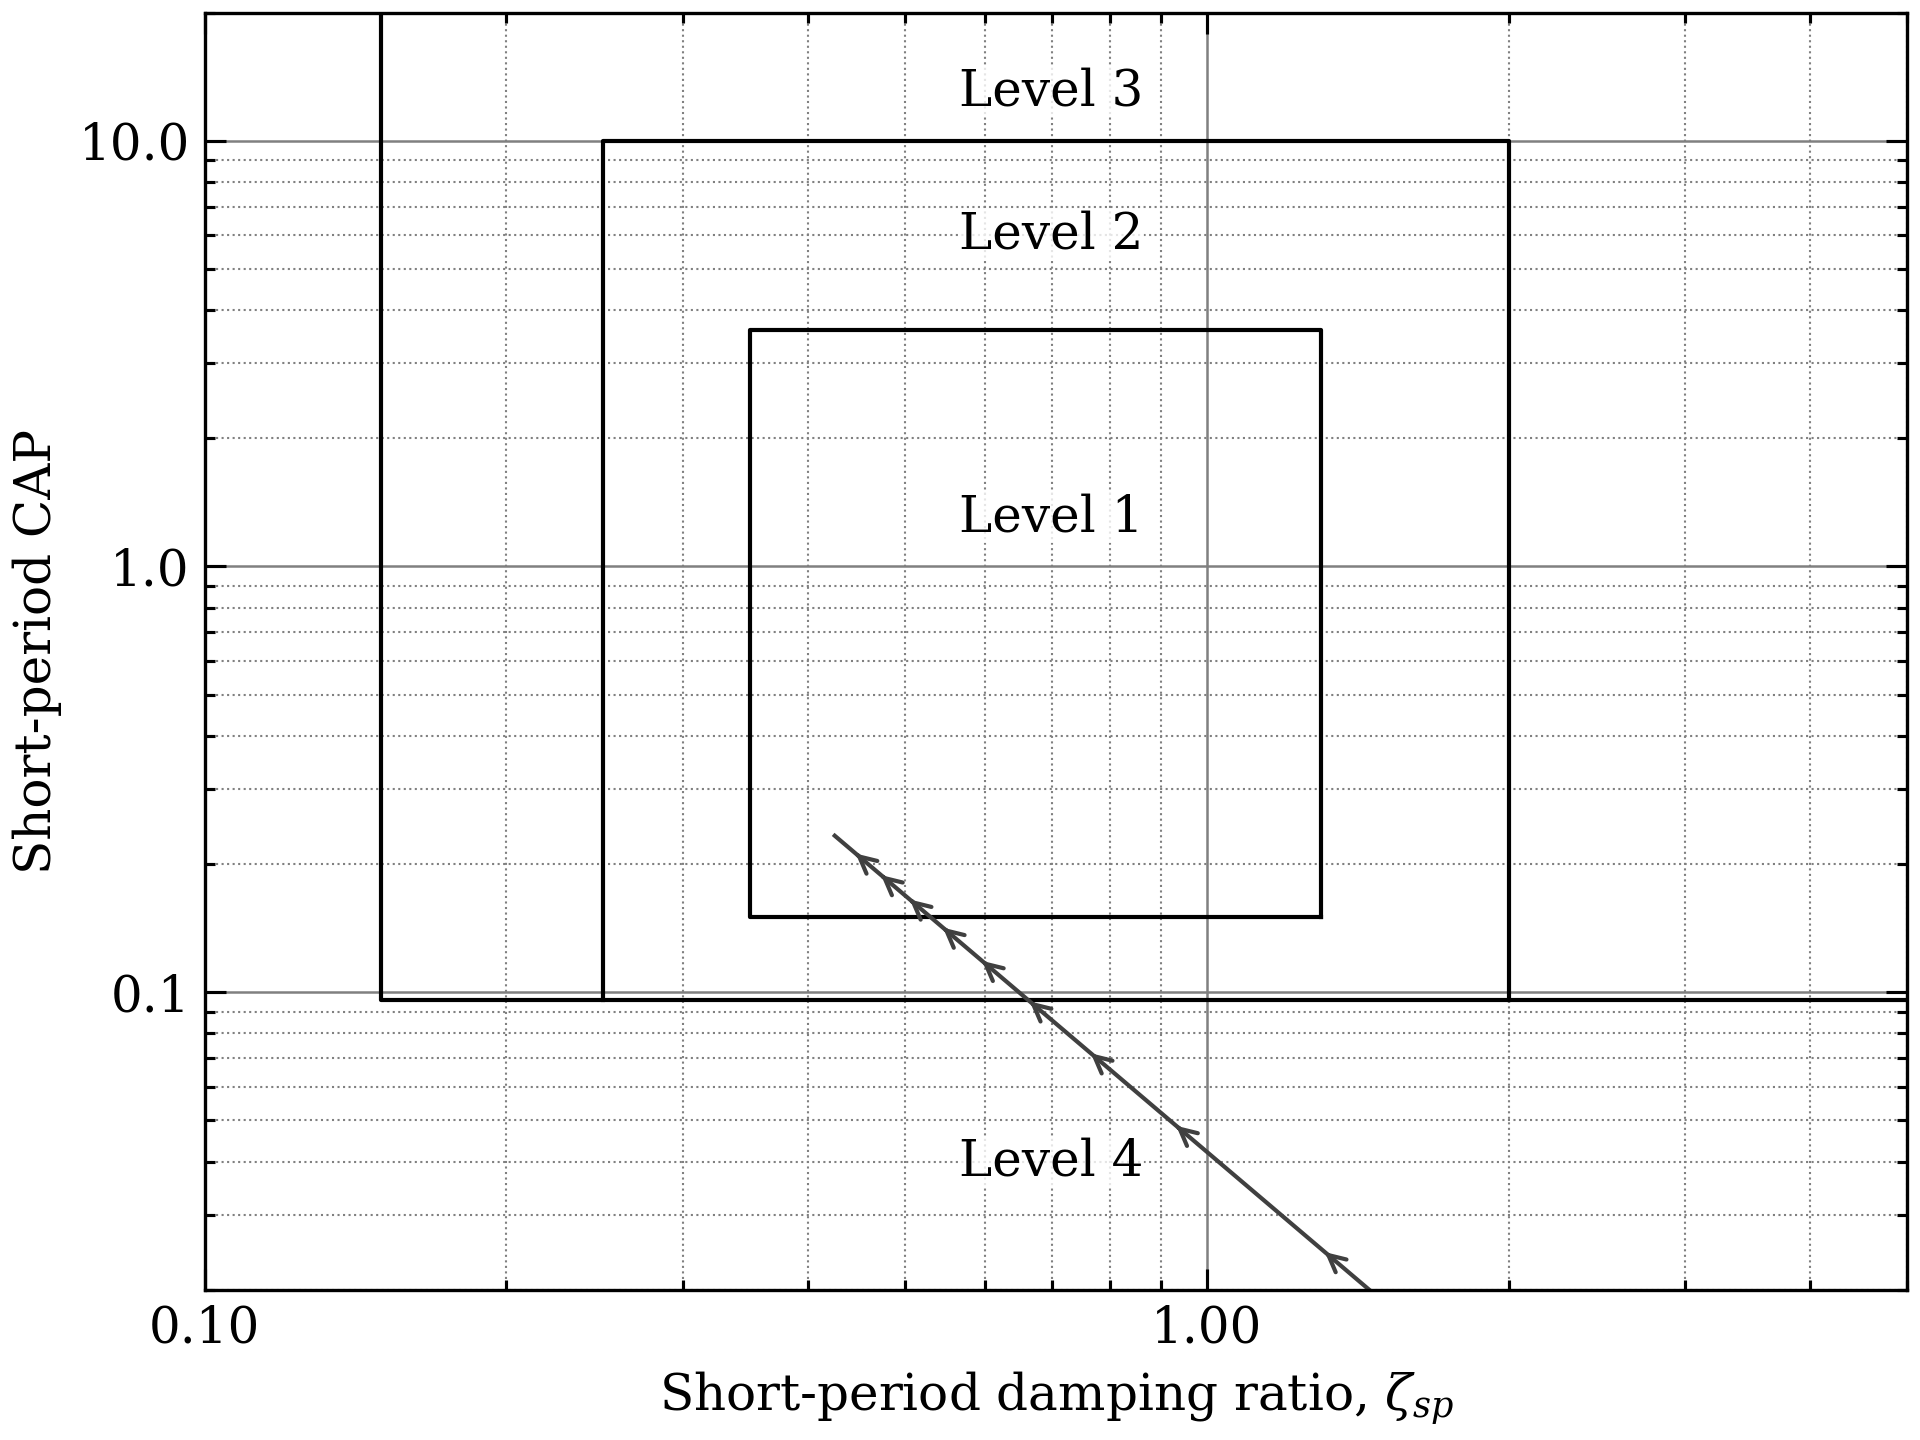 Level 3
10.0
Level 2
Level 1
1.0
Short-period CAP
0.1
Level 4
0.10
1.00
Short-period damping ratio, ζsp